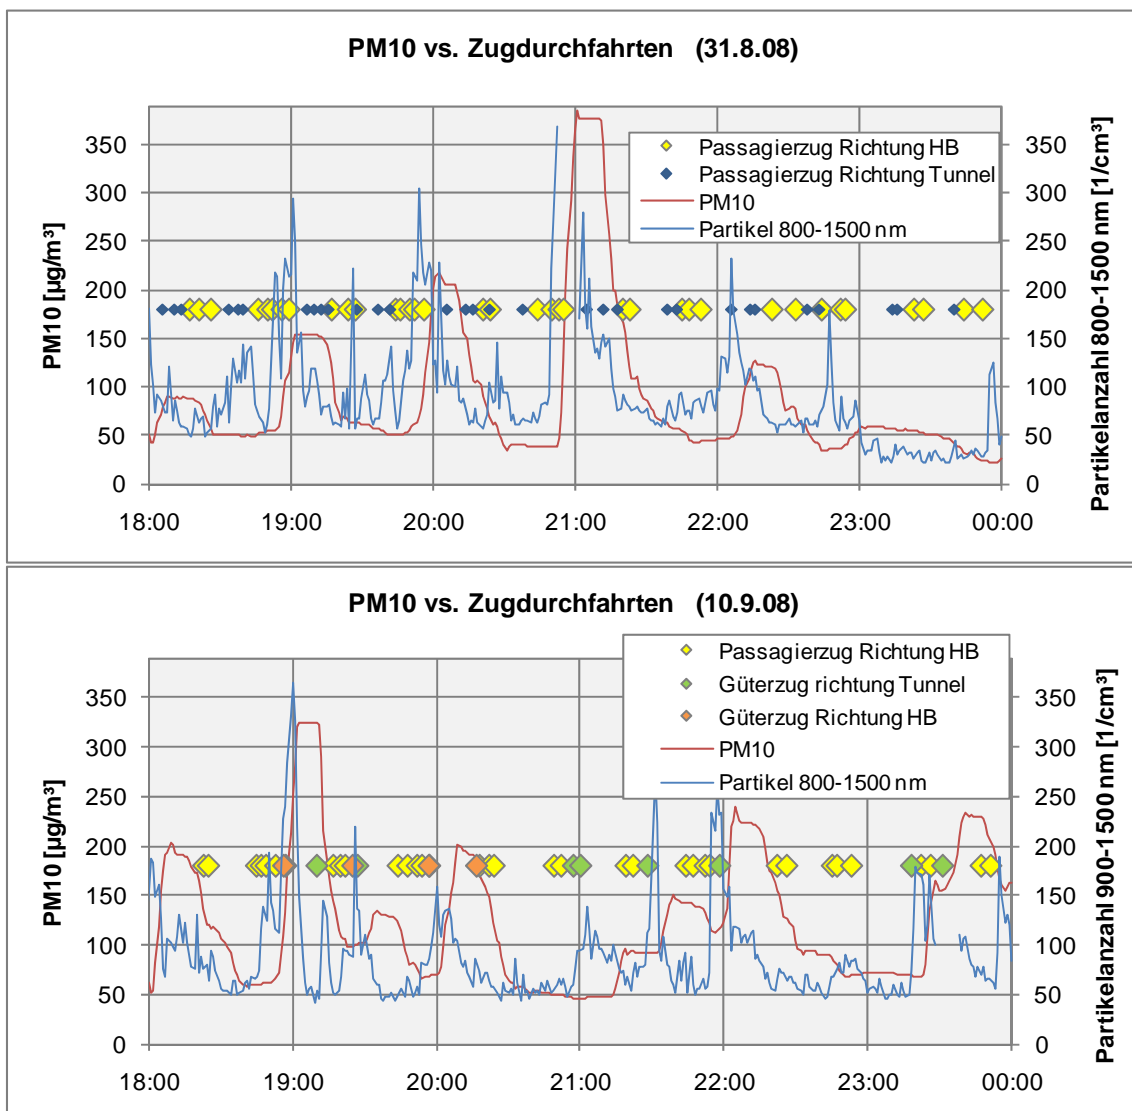 PM10 vs. Zugdurchfahrten (31.8.08)
PM10 [µg/m³]
350
300
250
200
150
100
50
0
Passagierzug Richtung HB
Passagierzug Richtung Tunnel
PM10
Partikel 800-1500 nm
350
300
250
200
150
100
50
0
Partikelanzahl 800-1500 nm [1/cm³]
18:00 19:00 20:00 21:00 22:00 23:00 00:00
PM10 vs. Zugdurchfahrten (10.9.08)
PM10 [µg/m³]
350
300
250
200
150
100
50
0
Passagierzug Richtung HB
Güterzug richtung Tunnel
Güterzug Richtung HB
PM10
Partikel 800-1500 nm
350
300
250
200
150
100
50
0
Partikelanzahl 900-1500 nm [1/cm³]
18:00 19:00 20:00 21:00 22:00 23:00 00:00